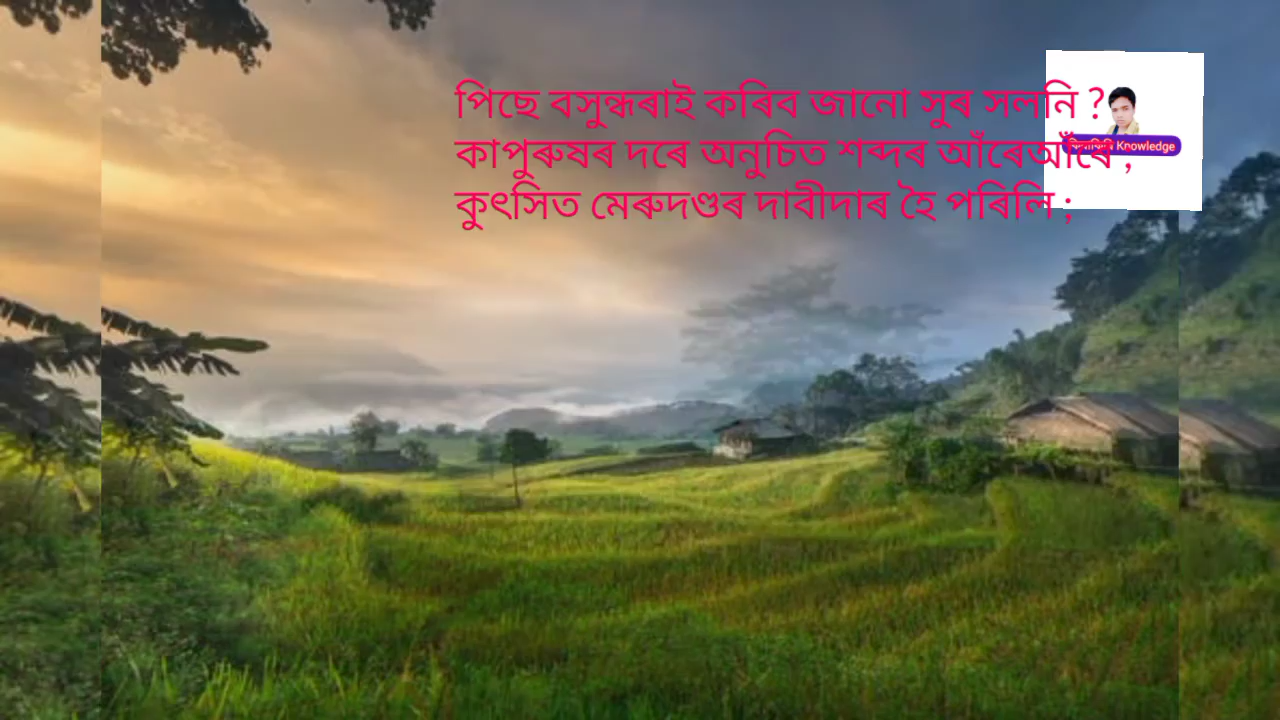 পিছে বসুন্ধৰাই কৰিব জানো সুৰ সলনি ?
কাপুৰুষৰ দৰে অনুচিত শব্দৰ আঁৰেআঁৰে ;
কুৎসিত মেৰুদণ্ডৰ দাবীদাৰ হৈ পৰিলি ;
Knowledge